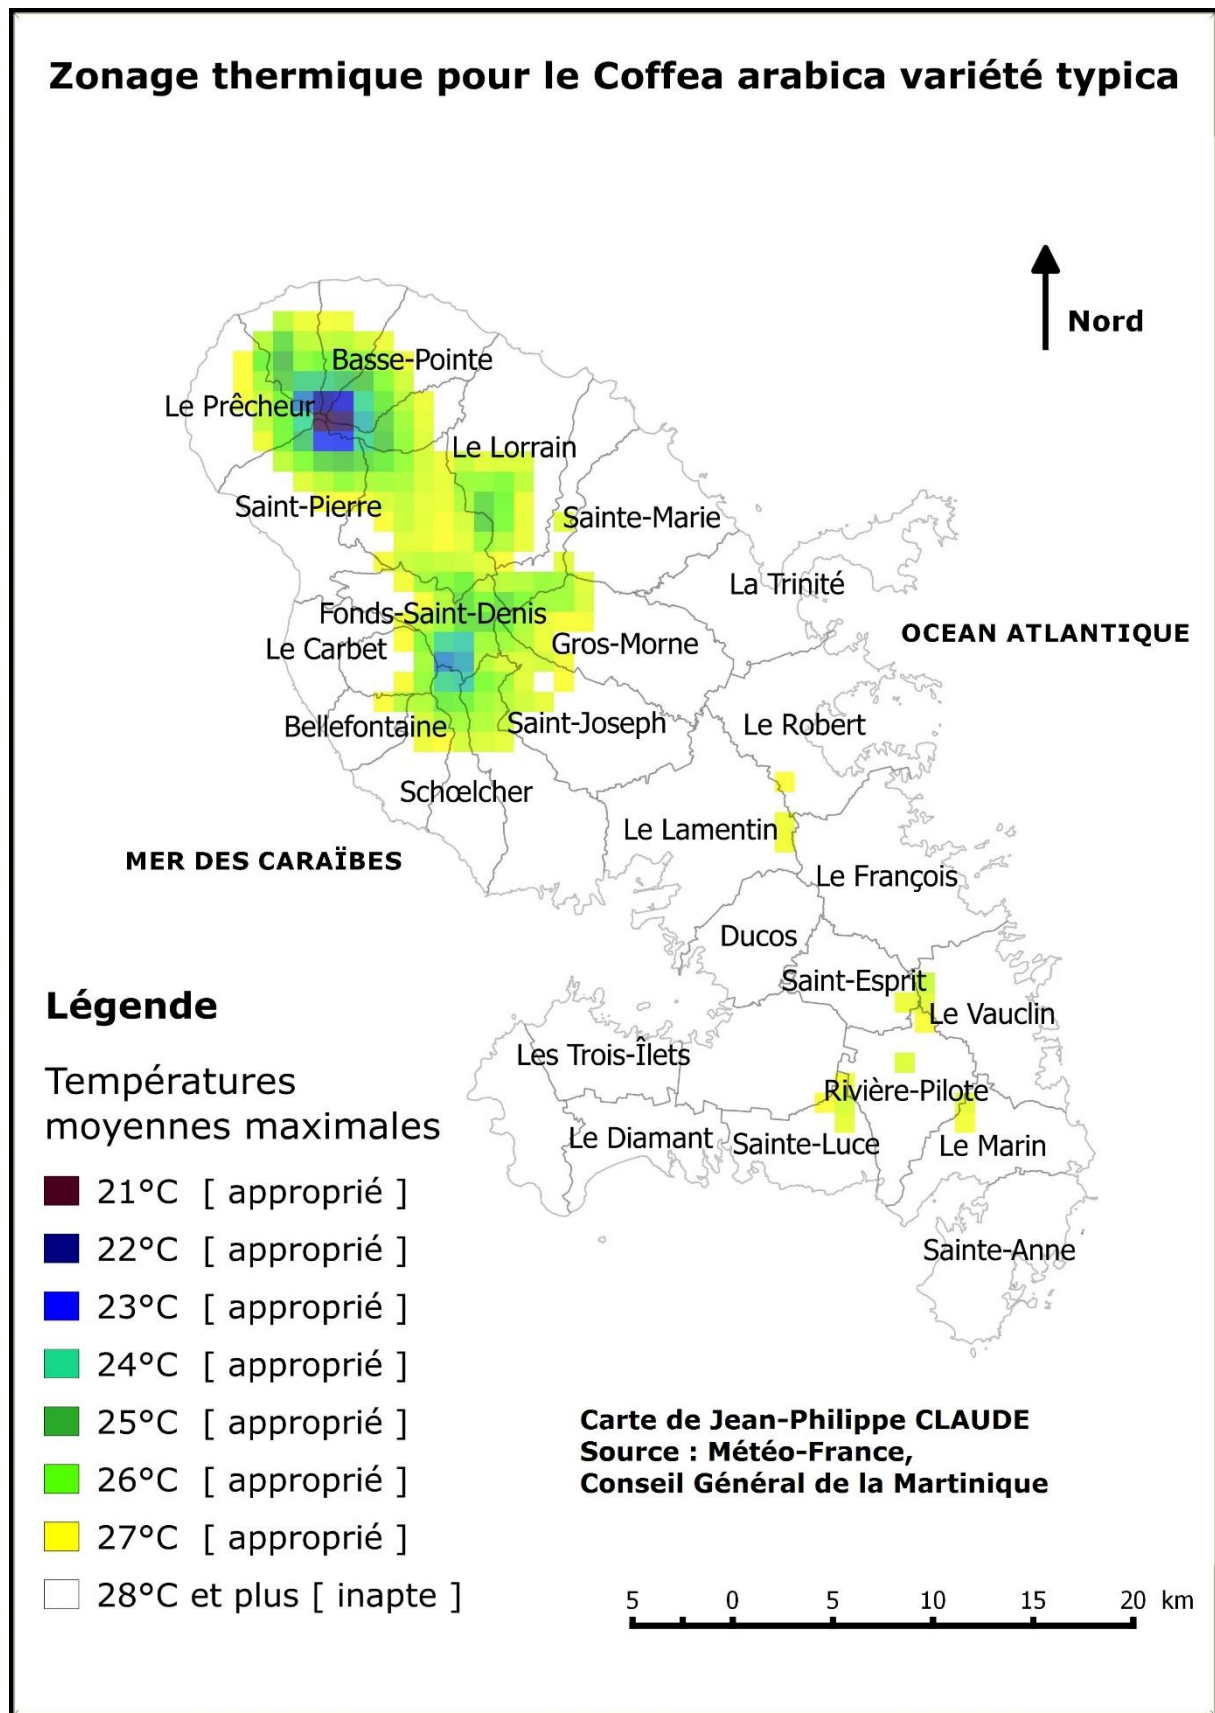 Zonage thermique pour le Coffea arabica variété typica
Nord
Basse-Pointe
Le Prêcheur
Le Lorrain
Saint-Pierre
Sainte-Marie
La Trinité
Fonds-Saint-Denis
OCEAN ATLANTIQUE
Le Carbet
Gros-Morne
Bellefontaine
Saint-Joseph
Le Robert
Schœlcher
Le Lamentin
MER DES CARAÏBES
Le François
Ducos
Saint-Esprit
Le Vauclin
Les Trois-Îlets
Rivière-Pilote
Le Diamant
Sainte-Luce
Le Marin
Sainte-Anne
Légende
Températures
moyennes maximales
21°C [ approprié ]
22°C [ approprié ]
23°C [ approprié ]
24°C [ approprié ]
25°C [ approprié ]
26°C [ approprié ]
27°C [ approprié ]
28°C et plus [ inapte ]
Carte de Jean-Philippe CLAUDE
Source : Météo-France,
Conseil Général de la Martinique
5 0 5 10 15 20 km